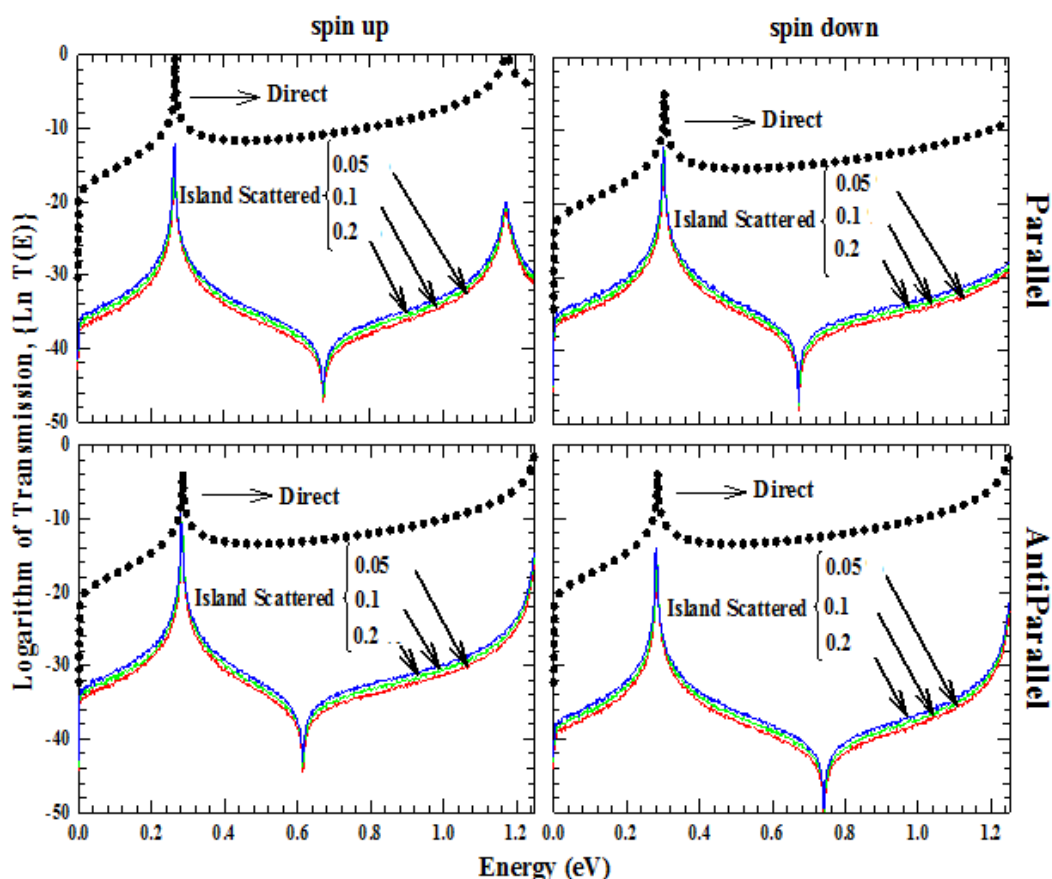 spin up
spin down
0
-10
-20
-30
-40
-50
Direct
Island Scattered
0.05
0.1
0.2
Direct
Island Scattered
0.05
0.1
0.2
Parallel
Logarithm of Transmission, {Ln T(E)}
0
-10
-20
-30
-40
-50
Direct
Island Scattered
0.05
0.1
0.2
Direct
Island Scattered
0.05
0.1
0.2
AntiParallel
0.0 0.2 0.4 0.6 0.8 1.0 1.2
0.0 0.2 0.4 0.6 0.8 1.0 1.2
Energy (eV)